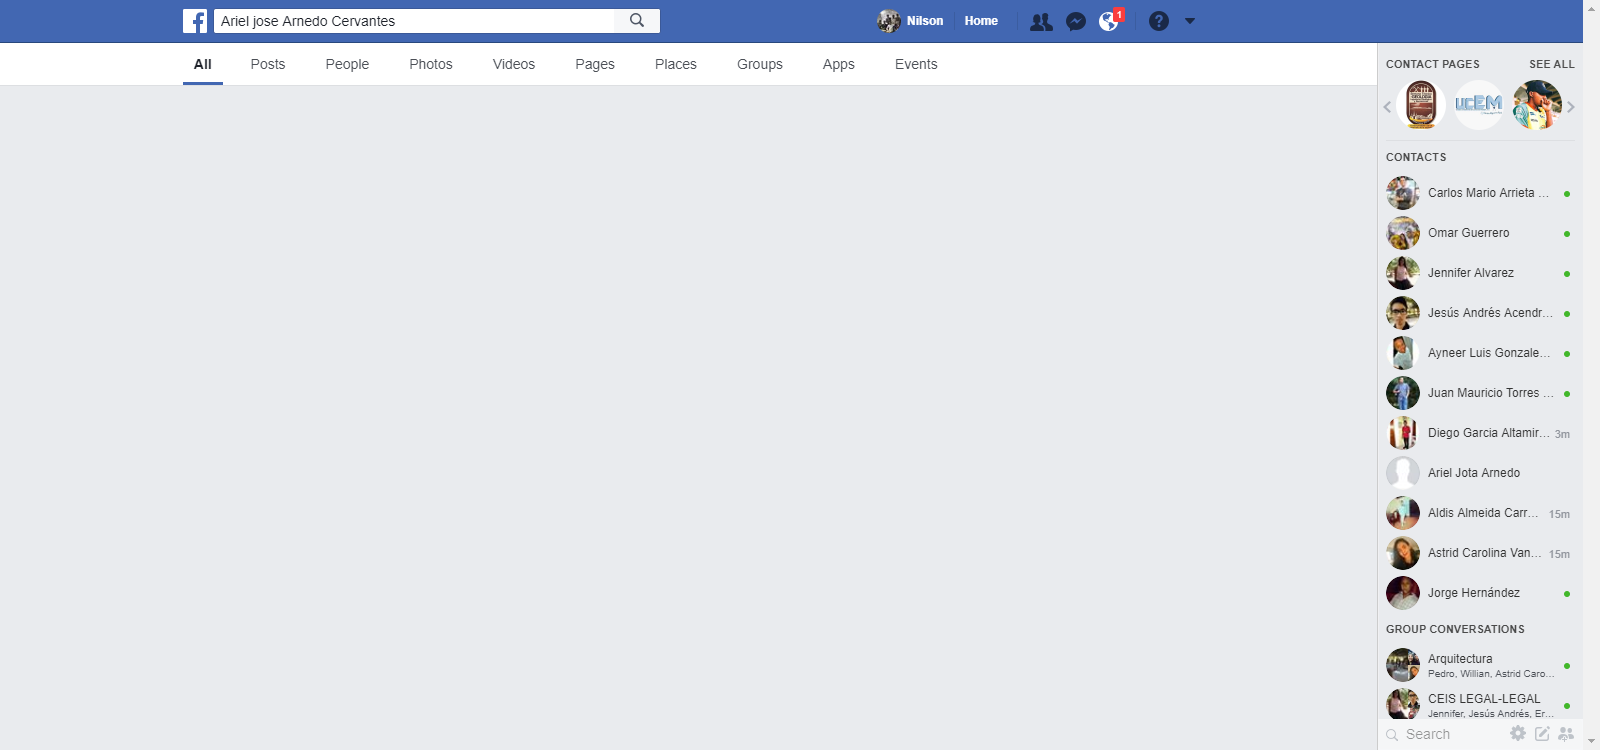 Ariel jose Arnedo Cervantes
Nilson
Home
1
All
Posts
People
Photos
Videos
Pages
Places
Groups
Apps
Events
CONTACT PAGES
SEE ALL
UCEM
CONTACTS
Carlos Mario Arrieta ...
Omar Guerrero
Jennifer Alvarez
Jesús Andrés Acendr...
Ayneer Luis Gonzale...
Juan Mauricio Torres ...
Diego Garcia Altamir... 3m
Ariel Jota Arnedo
Aldis Almeida Carr... 15m
Astrid Carolina Van... 15m
Jorge Hernández
GROUP CONVERSATIONS
Arquitectura
Pedro, Willian, Astrid Caro...
CEIS LEGAL-LEGAL
Jennifer, Jesús Andrés, Er...
Search